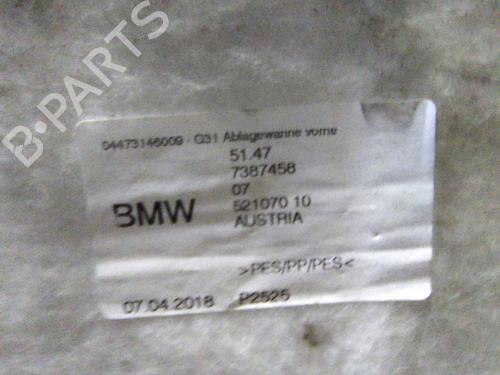 B-PARTS
04473146009 - G31 Ablagewanne vorne
51.47
7387458
07
BMW 521070 10
AUSTRIA
>PES/PP/PES<
07.04.2018 P2525